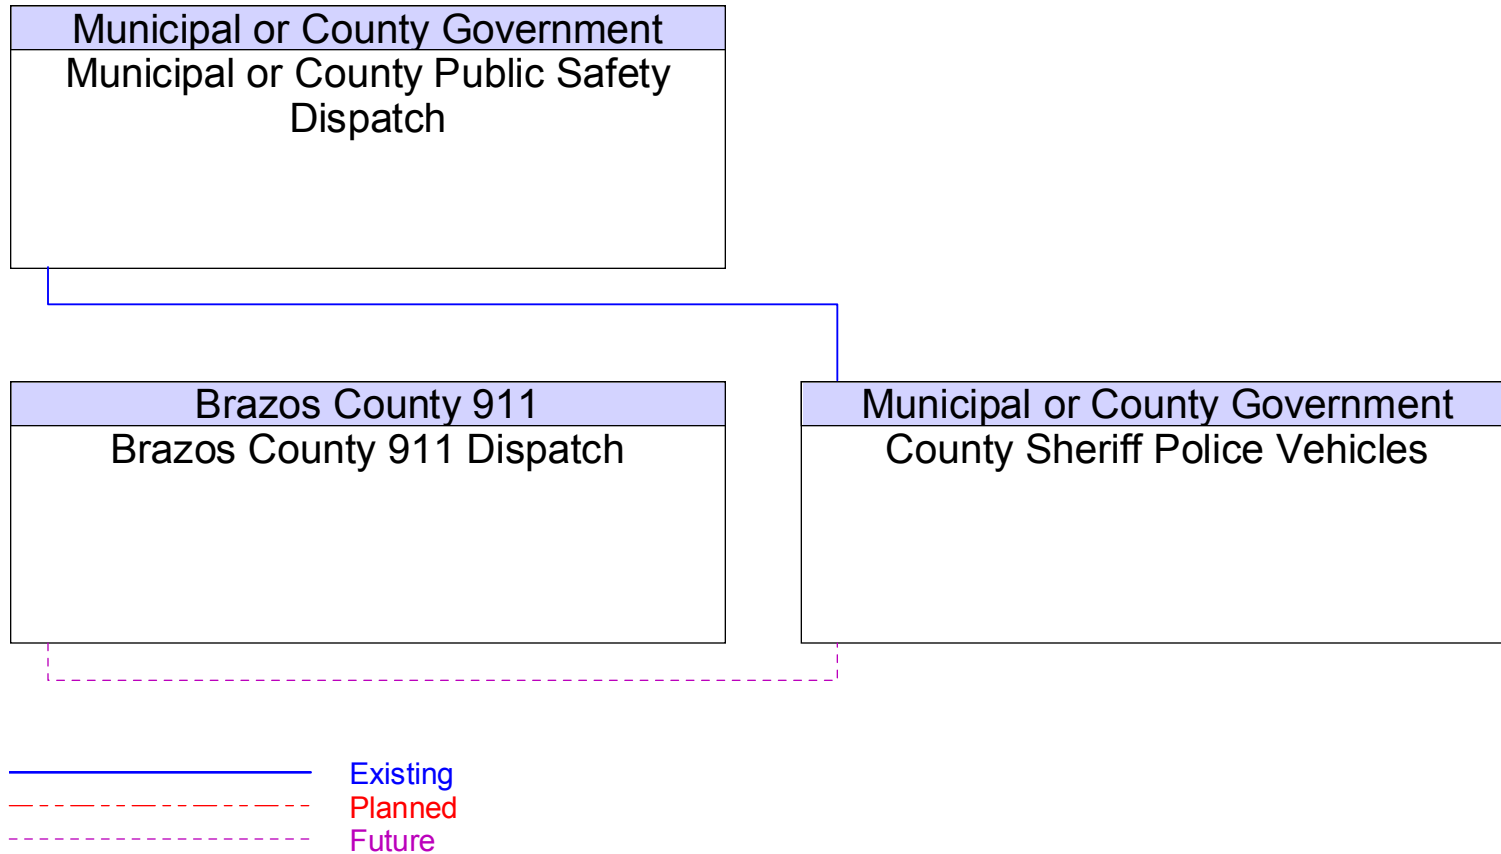 Municipal or County Government
Municipal or County Public Safety
Dispatch
Brazos County 911
Brazos County 911 Dispatch
Municipal or County Government
County Sheriff Police Vehicles
Existing
Planned
Future